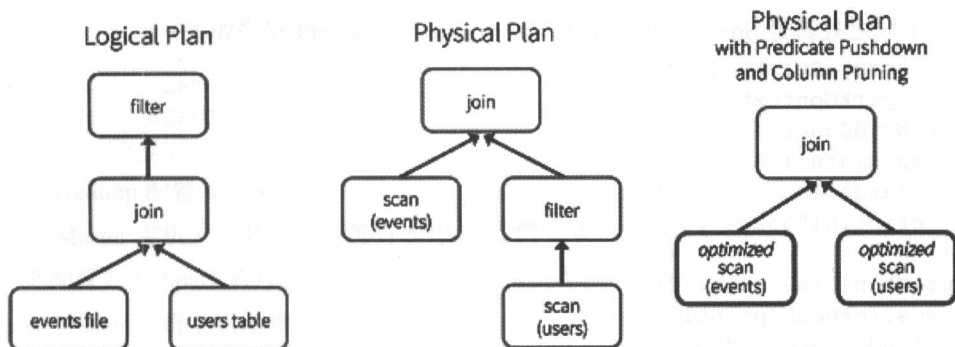 Logical Plan
filter
join
events file
users table
Physical Plan
join
scan
(events)
filter
scan
(users)
Physical Plan
with Predicate Pushdown
and Column Pruning
join
optimized
scan
(events)
optimized
scan
(users)